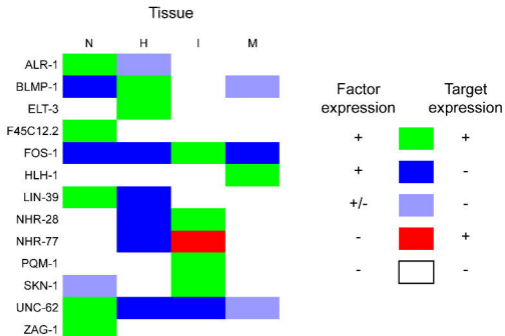 Tissue
N H I M
ALR-1
BLMP-1
ELT-3
F45C12.2
FOS-1
HLH-1
LIN-39
NHR-28
NHR-77
PQM-1
SKN-1
UNC-62
ZAG-1
Factor expression
Target expression
+ +
+ -
+/- -
- +
- -